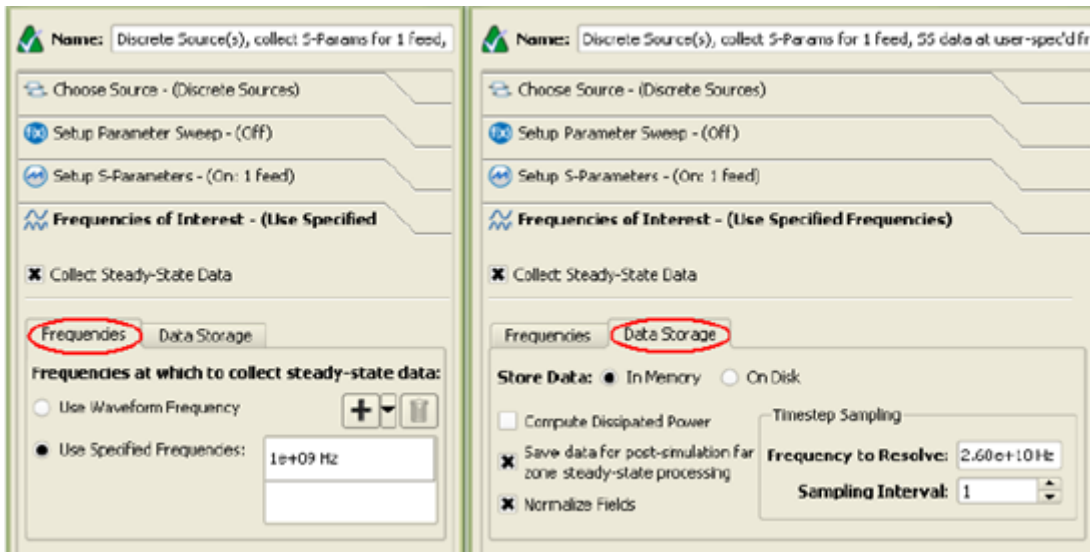 Name: Discrete Source(s), collect S-Params for 1 feed,
Choose Source - (Discrete Sources)
Setup Parameter Sweep - (Off)
Setup S-Parameters - (On: 1 feed)
Frequencies of Interest - (Use Specified
Collect Steady-State Data
Frequencies Data Storage
Frequencies at which to collect steady-state data:
Use Waveform Frequency
Use Specified Frequencies: 1e+09 Hz
Name: Discrete Source(s), collect S-Params for 1 feed, SS data at user-spec'd fr
Choose Source - (Discrete Sources)
Setup Parameter Sweep - (Off)
Setup S-Parameters - (On: 1 feed)
Frequencies of Interest - (Use Specified Frequencies)
Collect Steady-State Data
Frequencies Data Storage
Store Data: In Memory On Disk
Compute Dissipated Power
Save data for post-simulation far
zone steady-state processing
Normalize Fields
Timestep Sampling
Frequency to Resolve: 2.60e+10 Hz
Sampling Interval: 1